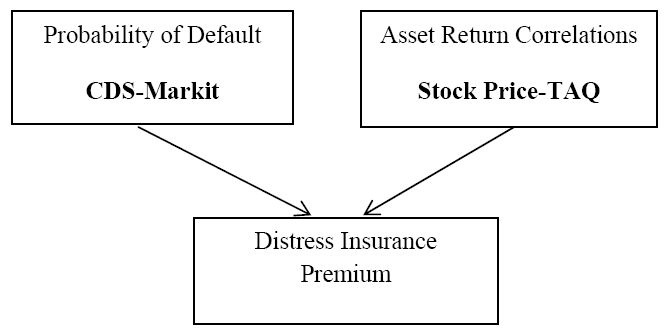 Probability of Default
CDS-Markit
Asset Return Correlations
Stock Price-TAQ
Distress Insurance
Premium